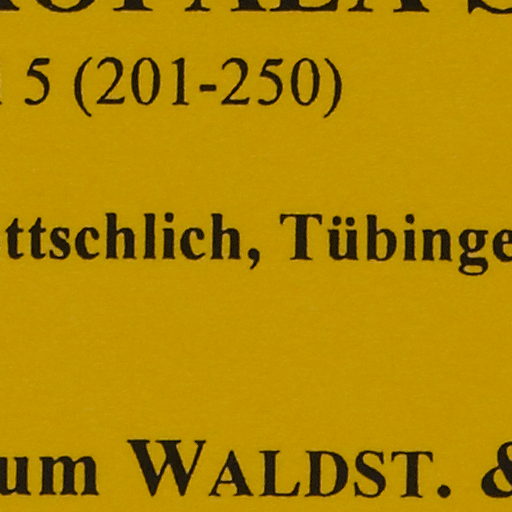 5 (201-250)
ttschlich, Tübinge
um WALDST. &